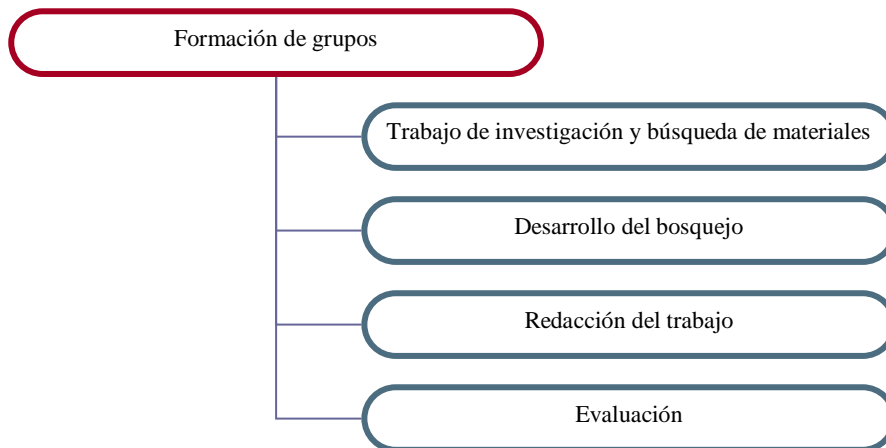 Formación de grupos
Trabajo de investigación y búsqueda de materiales
Desarrollo del bosquejo
Redacción del trabajo
Evaluación